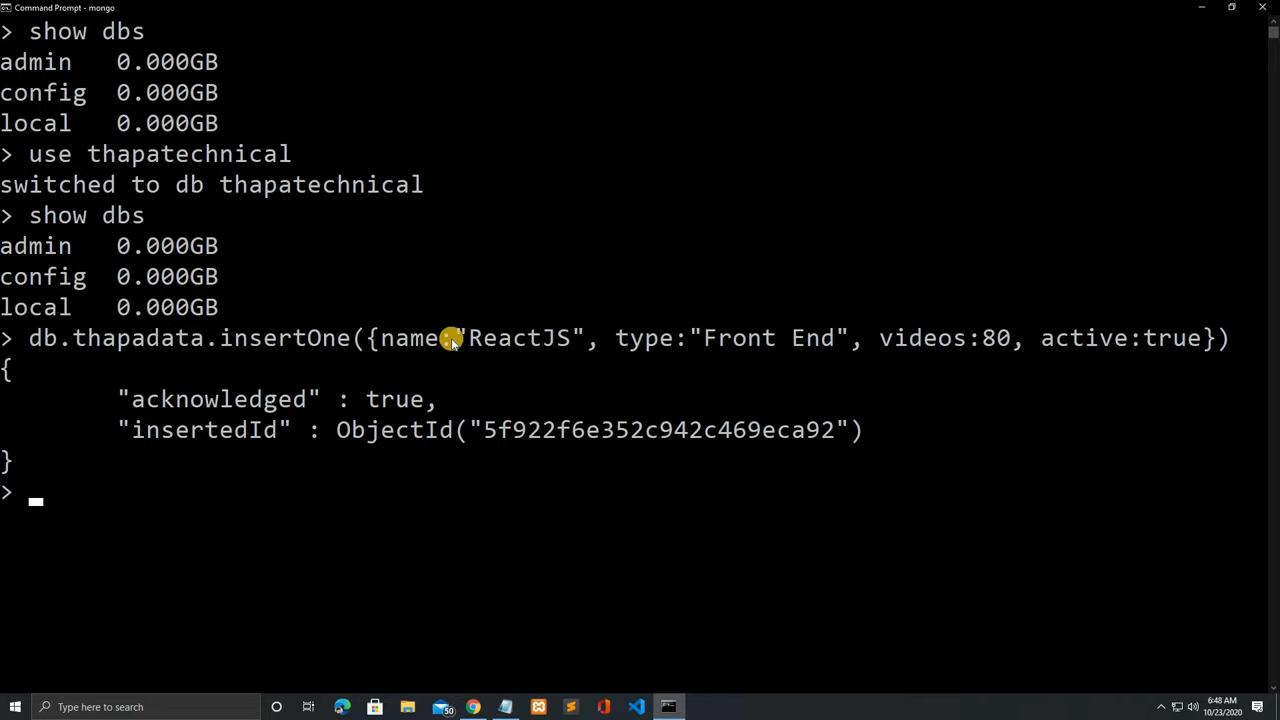 Command Prompt - mongo
> show dbs
admin   0.000GB
config  0.000GB
local   0.000GB
> use thapatechnical
switched to db thapatechnical
> show dbs
admin   0.000GB
config  0.000GB
local   0.000GB
> db.thapadata.insertOne({name:"ReactJS", type:"Front End", videos:80, active:true})
{
        "acknowledged" : true,
        "insertedId" : ObjectId("5f922f6e352c942c469eca92")
}
>
Type here to search
50
6:48 AM
10/23/2020